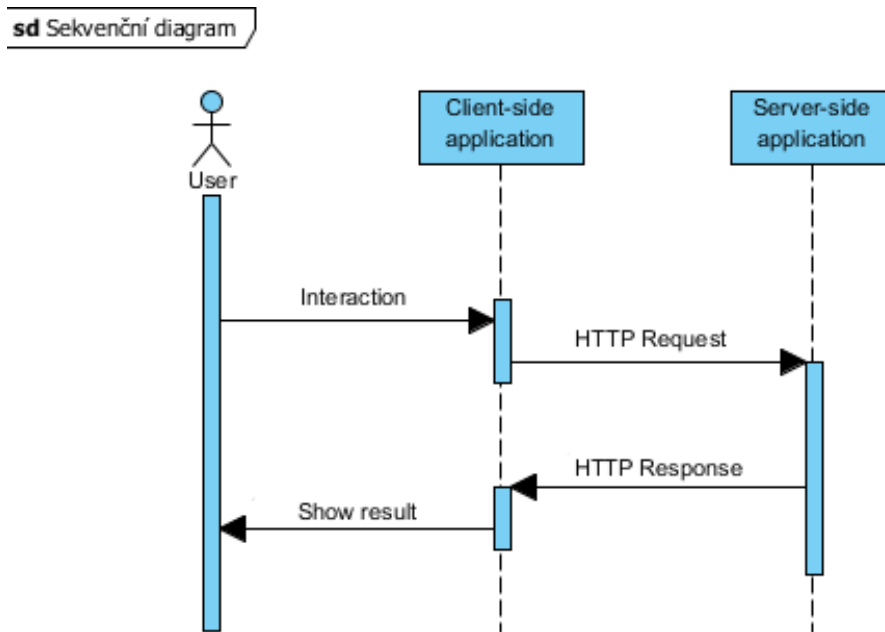 sd Sekvenční diagram
Client-side
application
Server-side
application
User
Interaction
HTTP Request
HTTP Response
Show result